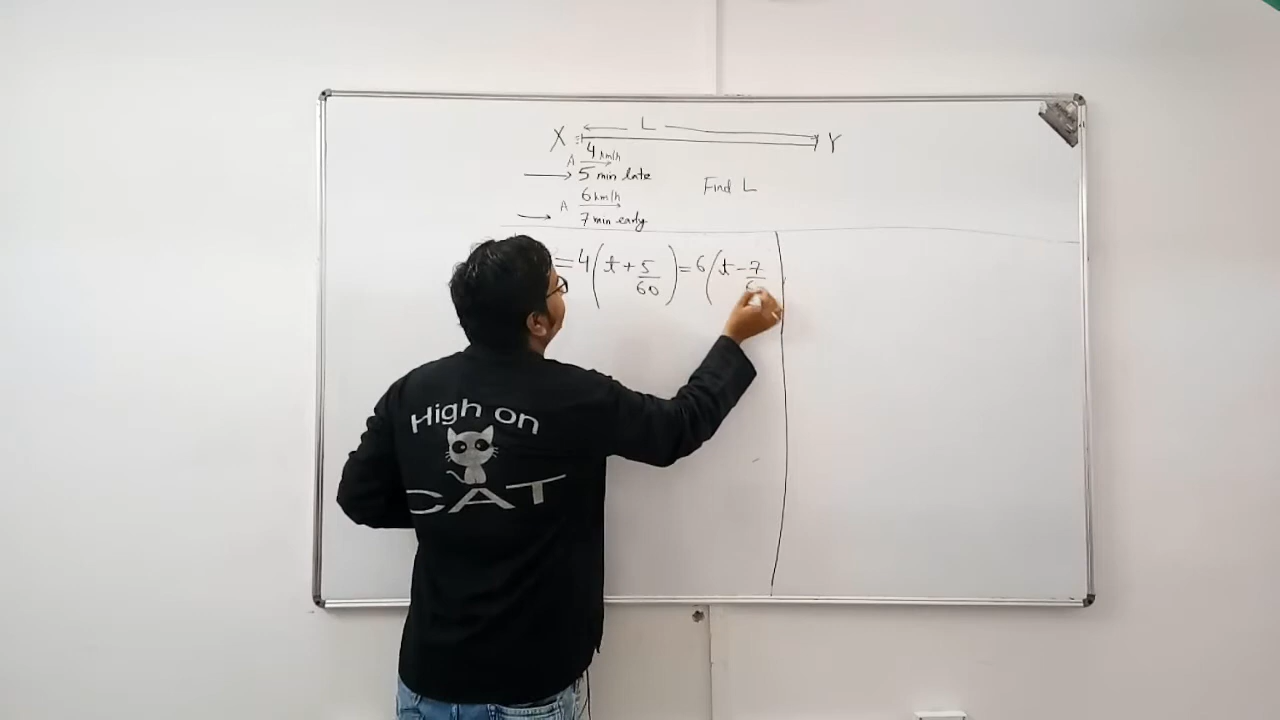 X L Y
A 4 km/h
5 min late
Find L
A 6 km/h
7 min early
= 4(t + 5/60) = 6(t - 7/6
High on
CAT